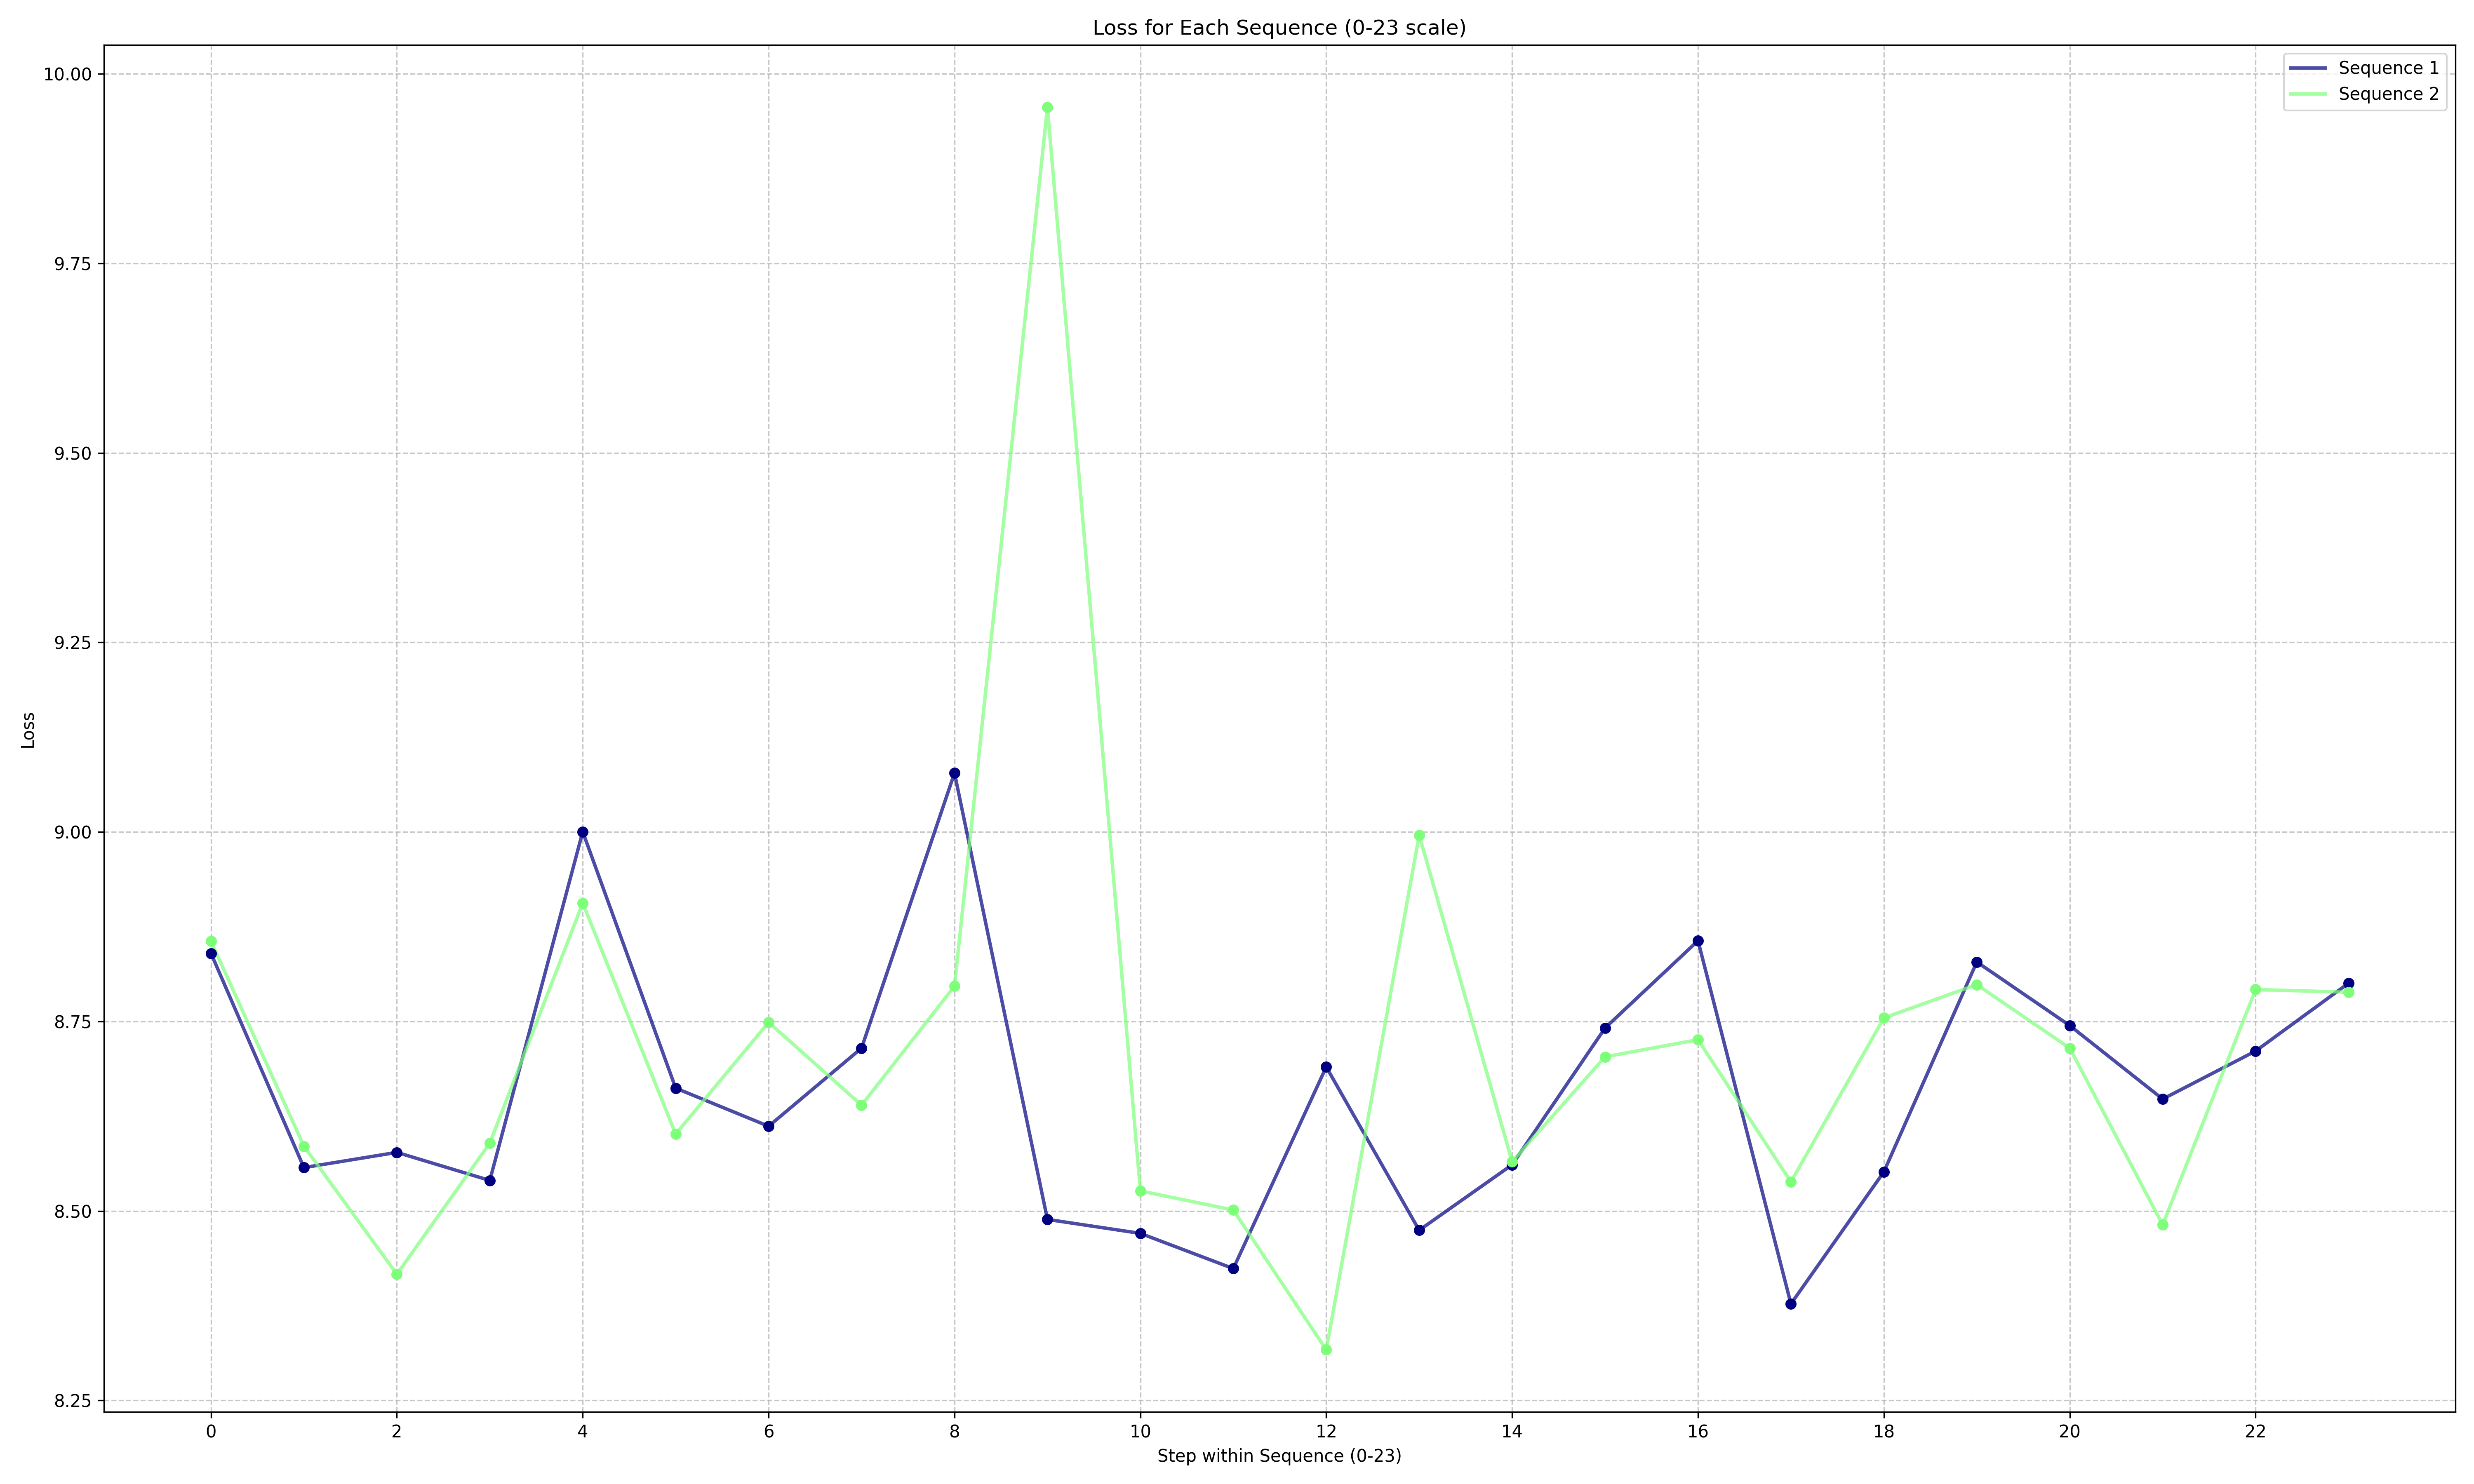 Loss for Each Sequence (0-23 scale)
Sequence 1
Sequence 2
10.00
9.75
9.50
9.25
9.00
8.75
8.50
8.25
Loss
0 2 4 6 8 10 12 14 16 18 20 22
Step within Sequence (0-23)